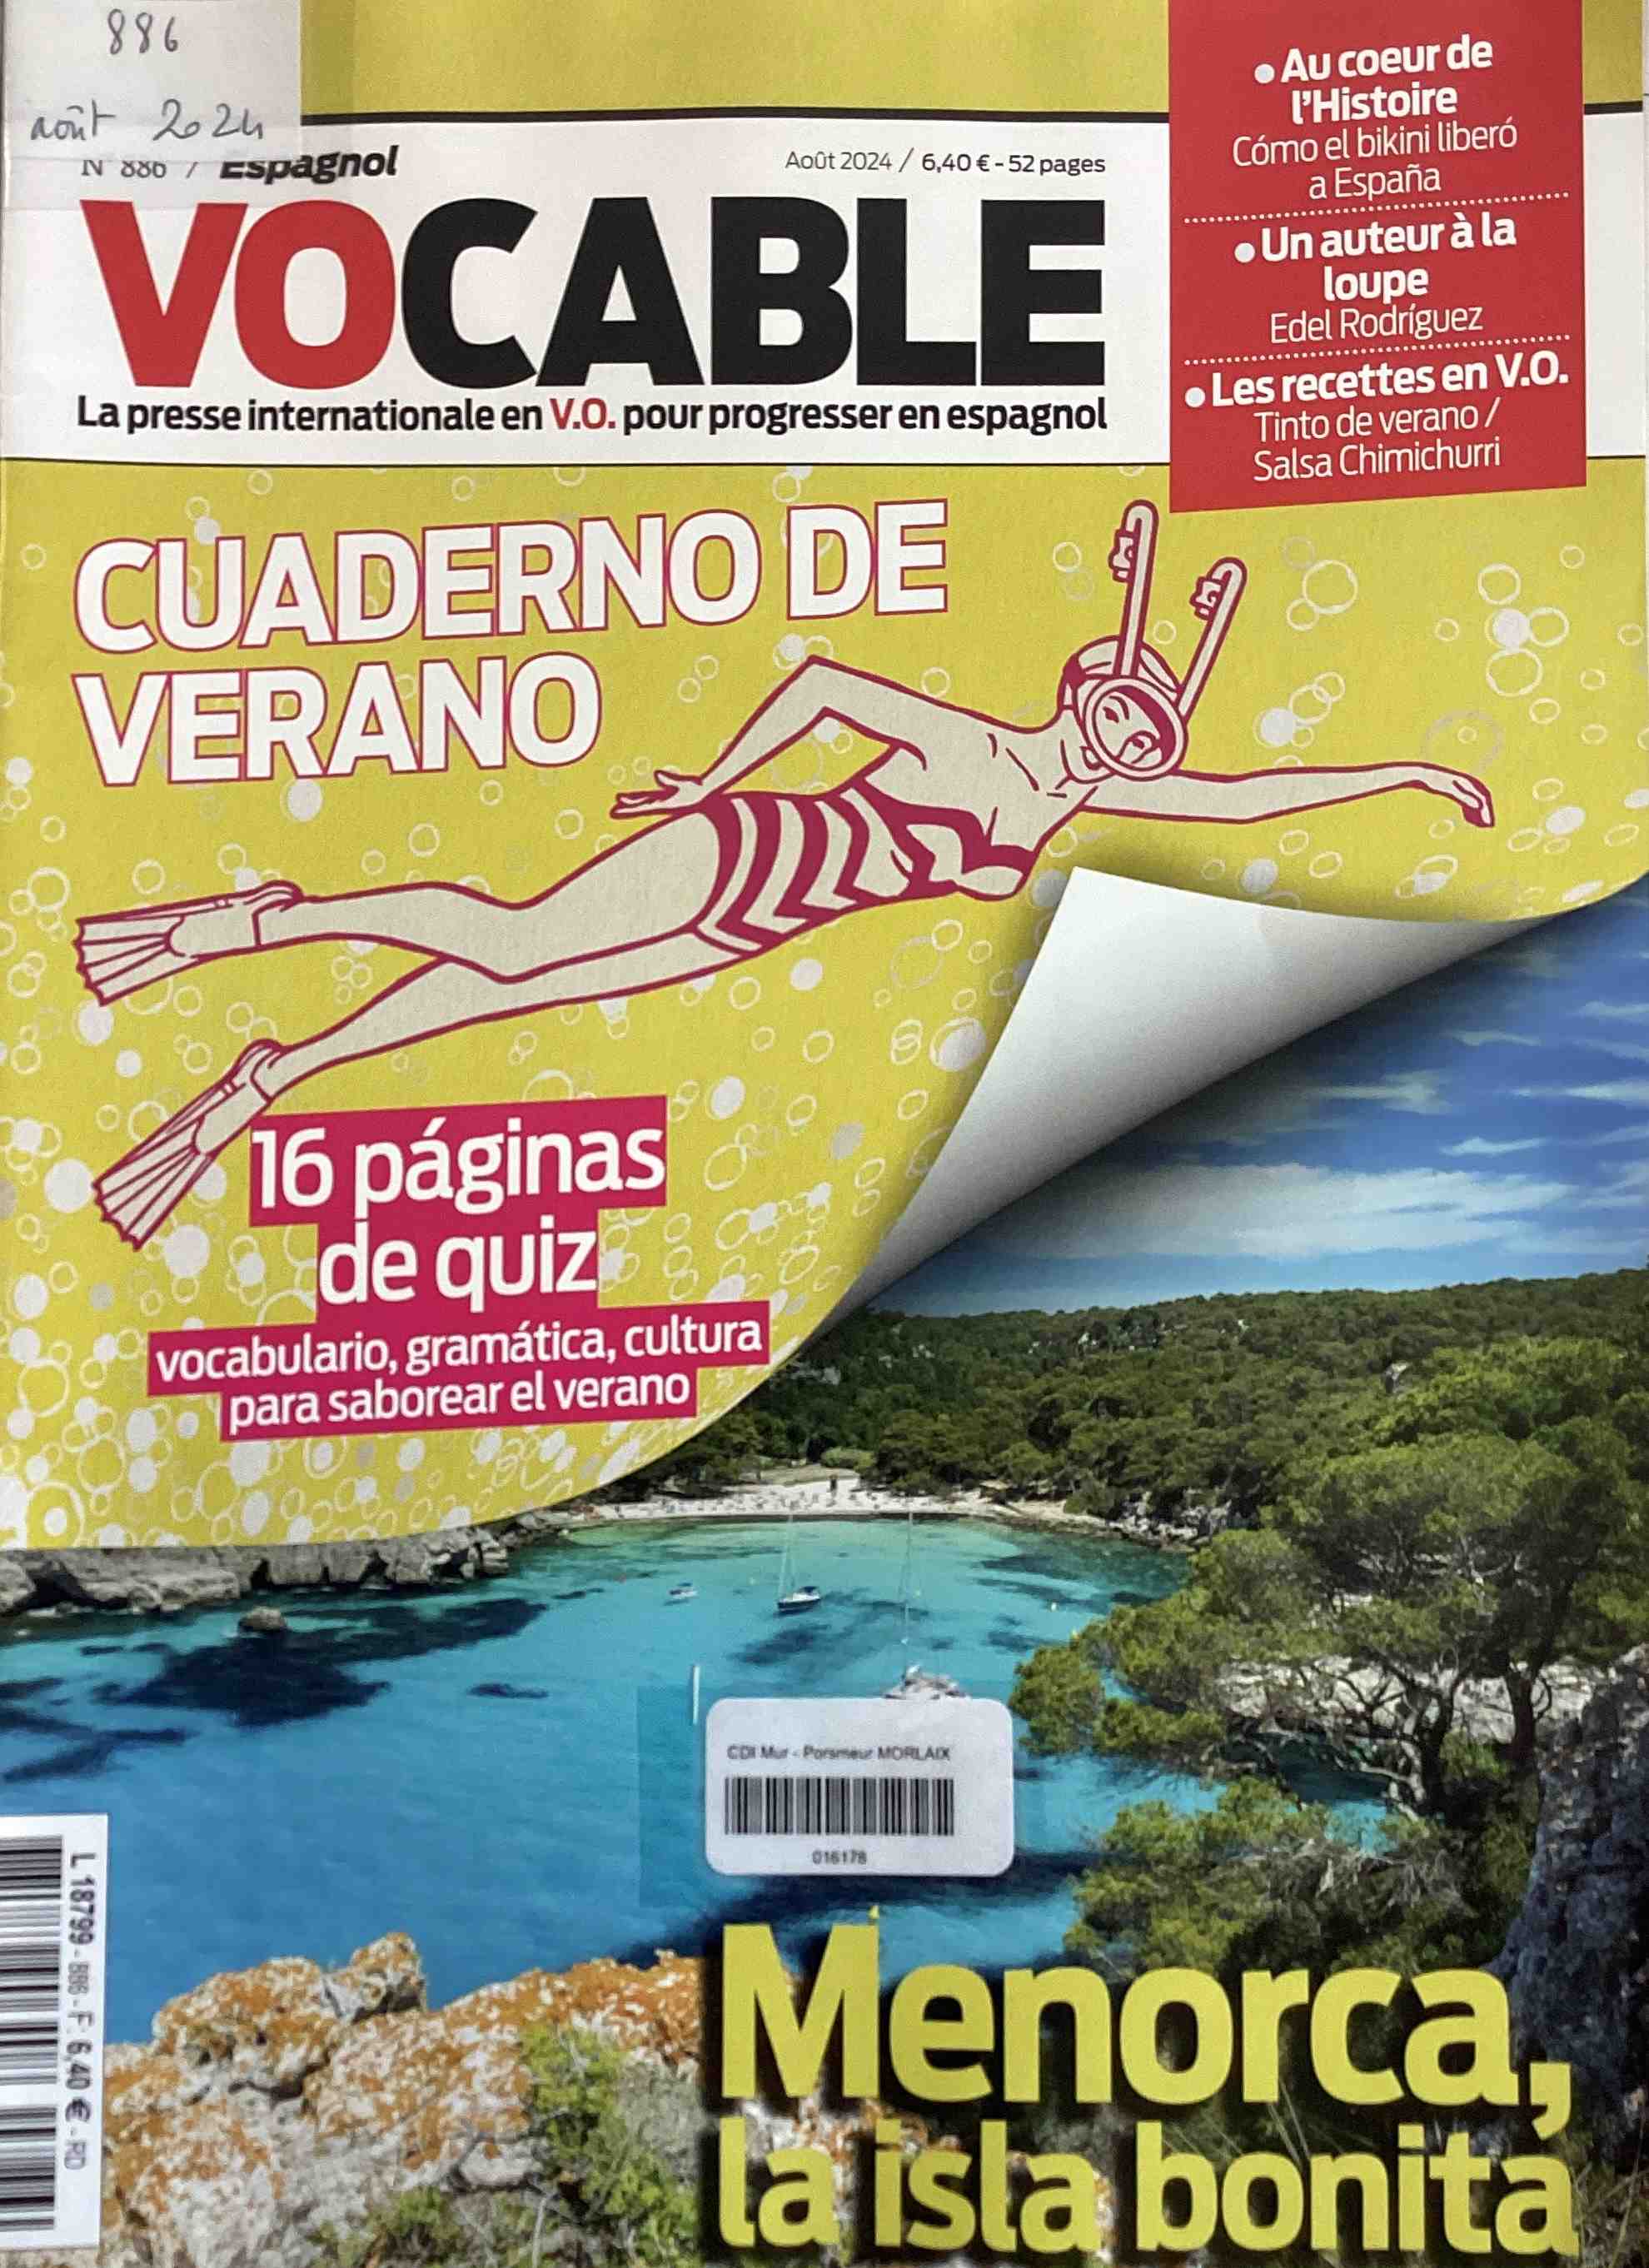 886
août 2024
N° 886 / Espagnol
Août 2024 / 6,40 € - 52 pages
VOCABLE
La presse internationale en V.O. pour progresser en espagnol
• Au coeur de
l'Histoire
Cómo el bikini liberó
a España
• Un auteur à la
loupe
Edel Rodríguez
• Les recettes en V.O.
Tinto de verano /
Salsa Chimichurri
CUADERNO DE
VERANO
16 páginas
de quiz
vocabulario, gramática, cultura
para saborear el verano
CDI Mur - Porsmeur MORLAIX
016178
L 18799 - 886 - F: 6,40 € - RD
Menorca,
la isla bonita